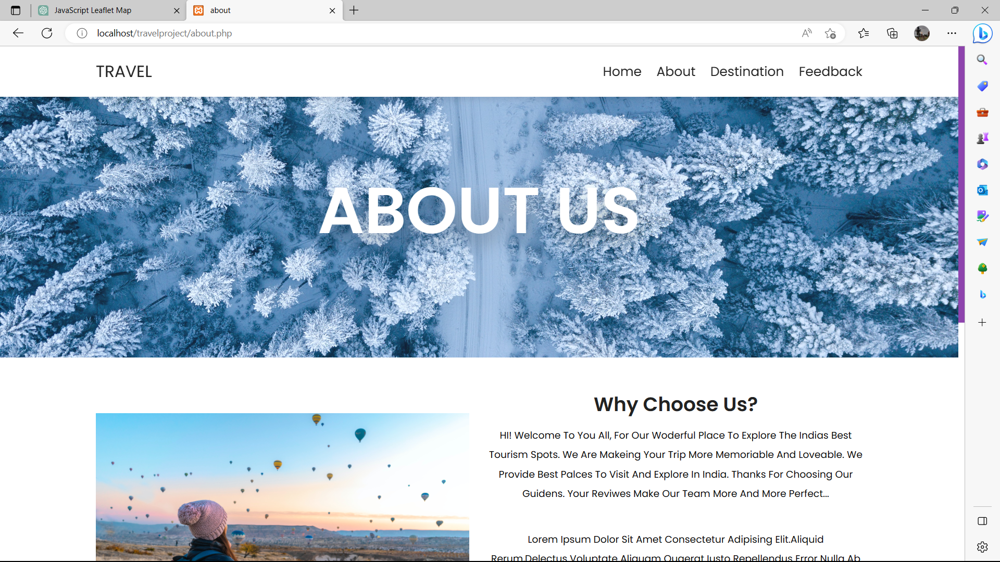 JavaScript Leaflet Map
about
localhost/travelproject/about.php
TRAVEL
Home About Destination Feedback
ABOUT US
Why Choose Us?
HI! Welcome To You All, For Our Woderful Place To Explore The Indias Best
Tourism Spots. We Are Makeing Your Trip More Memoriable And Loveable. We
Provide Best Palces To Visit And Explore In India. Thanks For Choosing Our
Guidens. Your Reviwes Make Our Team More And More Perfect...
Lorem Ipsum Dolor Sit Amet Consectetur Adipising Elit.Aliquid
Rerum,Delectus Voluptate Aliquam Quaerat Iusto Repellendus Error Nulla Ab